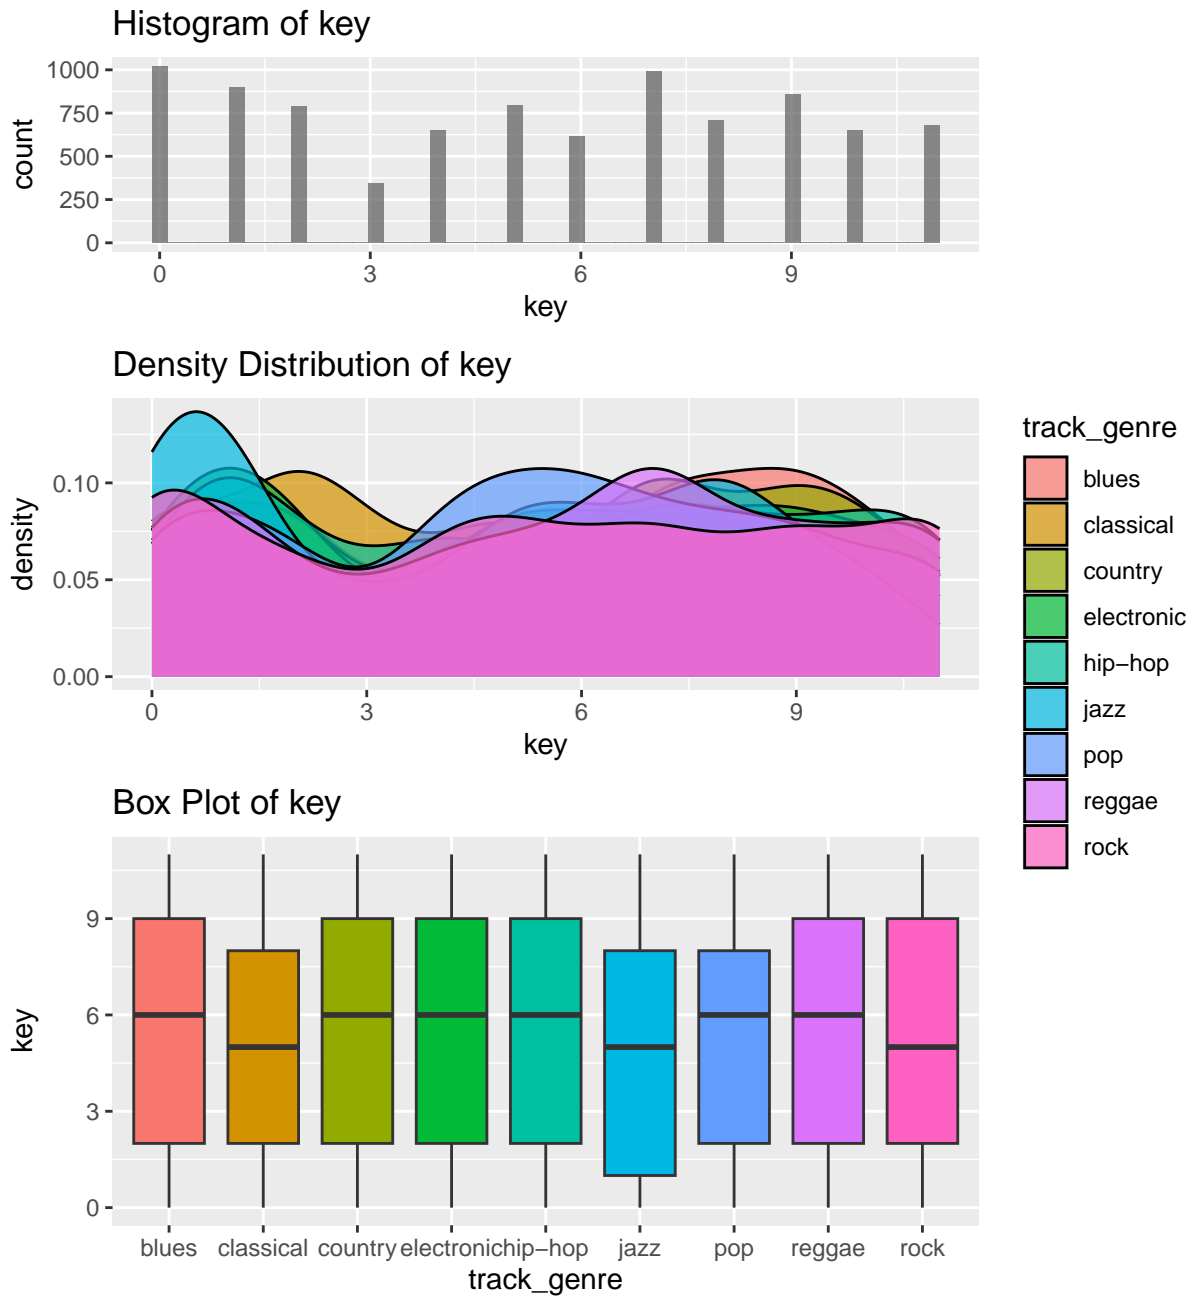 Histogram of key
1000
750
500
250
0
count
0 3 6 9
key
Density Distribution of key
0.10
0.05
0.00
density
0 3 6 9
key
track_genre
blues
classical
country
electronic
hip−hop
jazz
pop
reggae
rock
Box Plot of key
9
6
3
0
key
blues classical country electronic hip−hop jazz pop reggae rock
track_genre